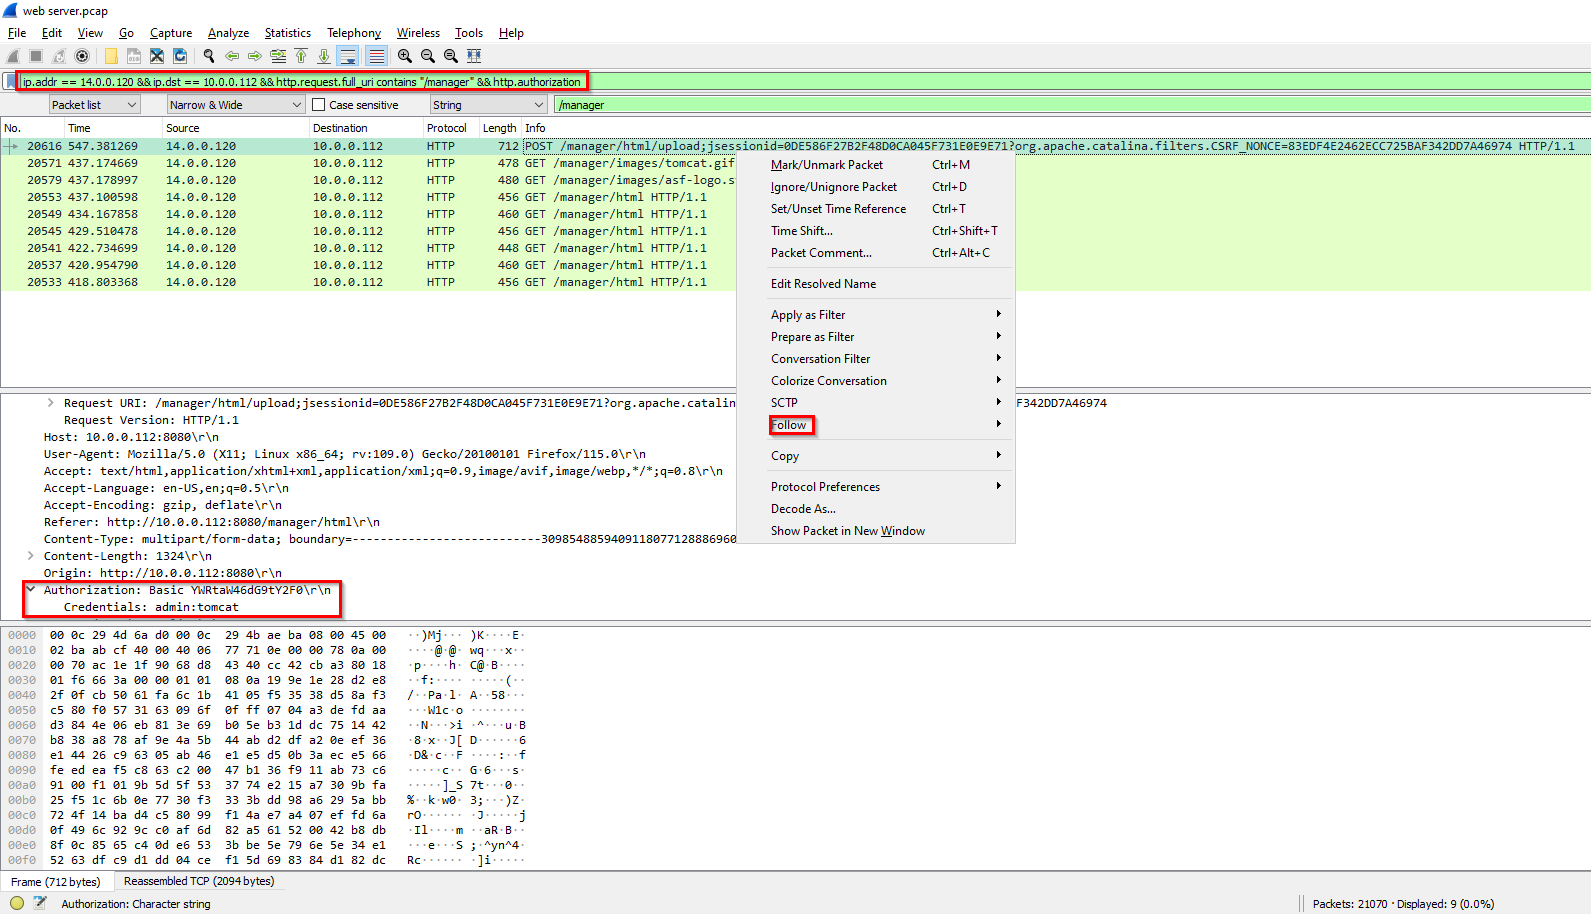 web server.pcap
File Edit View Go Capture Analyze Statistics Telephony Wireless Tools Help
ip.addr == 14.0.0.120 && ip.dst == 10.0.0.112 && http.request.full_uri contains "/manager" && http.authorization
Packet list Narrow & Wide Case sensitive String /manager
No. Time Source Destination Protocol Length Info
20616 547.381269 14.0.0.120 10.0.0.112 HTTP 712 POST /manager/html/upload;jsessionid=0DE586F27B2F48D0CA045F731E0E9E71?org.apache.catalina.filters.CSRF_NONCE=83EDF4E2462ECC725BAF342DD7A46974 HTTP/1.1
20571 437.174669 14.0.0.120 10.0.0.112 HTTP 478 GET /manager/images/tomcat.gif
20579 437.178997 14.0.0.120 10.0.0.112 HTTP 480 GET /manager/images/asf-logo.s
20553 437.100598 14.0.0.120 10.0.0.112 HTTP 456 GET /manager/html HTTP/1.1
20549 434.167858 14.0.0.120 10.0.0.112 HTTP 460 GET /manager/html HTTP/1.1
20545 429.510478 14.0.0.120 10.0.0.112 HTTP 456 GET /manager/html HTTP/1.1
20541 422.734699 14.0.0.120 10.0.0.112 HTTP 448 GET /manager/html HTTP/1.1
20537 420.954790 14.0.0.120 10.0.0.112 HTTP 460 GET /manager/html HTTP/1.1
20533 418.803368 14.0.0.120 10.0.0.112 HTTP 456 GET /manager/html HTTP/1.1
Mark/Unmark Packet Ctrl+M
Ignore/Unignore Packet Ctrl+D
Set/Unset Time Reference Ctrl+T
Time Shift... Ctrl+Shift+T
Packet Comment... Ctrl+Alt+C
Edit Resolved Name
Apply as Filter
Prepare as Filter
Conversation Filter
Colorize Conversation
SCTP
Follow
Copy
Protocol Preferences
Decode As...
Show Packet in New Window
Request URI: /manager/html/upload;jsessionid=0DE586F27B2F48D0CA045F731E0E9E71?org.apache.catalin F342DD7A46974
Request Version: HTTP/1.1
Host: 10.0.0.112:8080\r\n
User-Agent: Mozilla/5.0 (X11; Linux x86_64; rv:109.0) Gecko/20100101 Firefox/115.0\r\n
Accept: text/html,application/xhtml+xml,application/xml;q=0.9,image/avif,image/webp,*/*;q=0.8\r\n
Accept-Language: en-US,en;q=0.5\r\n
Accept-Encoding: gzip, deflate\r\n
Referer: http://10.0.0.112:8080/manager/html\r\n
Content-Type: multipart/form-data; boundary=---------------------------3098548859409118077128886960
Content-Length: 1324\r\n
Origin: http://10.0.0.112:8080\r\n
Authorization: Basic YWRtaW46dG9tY2F0\r\n
Credentials: admin:tomcat
0000 00 0c 29 4d 6a d0 00 0c 29 4b ae ba 08 00 45 00 ··)Mj··· )K····E·
0010 02 ba ab cf 40 00 40 06 77 71 0e 00 00 78 0a 00 ····@·@· wq···x··
0020 00 70 ac 1e 1f 90 68 d8 43 40 cc 42 cb a3 80 18 ·p····h· C@·B····
0030 01 f6 66 3a 00 00 01 01 08 0a 19 9e 1e 28 d2 e8 ··f:···· ·····(··
0040 2f 0f cb 50 61 fa 6c 1b 41 05 f5 35 38 d5 8a f3 /··Pa·l· A··58···
0050 c5 80 f0 57 31 63 09 6f 0f ff 07 04 a3 de fd aa ···W1c·o ········
0060 d3 84 4e 06 eb 81 3e 69 b0 5e b3 1d dc 75 14 42 ··N···>i ·^···u·B
0070 b8 38 a8 78 af 9e 4a 5b 44 ab d2 df a2 0e ef 36 ·8·x··J[ D······6
0080 e1 44 26 c9 63 05 ab 46 e1 e5 d5 0b 3a ec e5 66 ·D&·c··F ····:··f
0090 fe ed ea f5 c8 63 c2 00 47 b1 36 f9 11 ab 73 c6 ·····c·· G·6···s·
00a0 91 00 f1 01 9b 5d 5f 53 37 74 e2 15 a7 30 9b fa ·····]_S 7t···0··
00b0 25 f5 1c 6b 0e 77 30 f3 33 3b dd 98 a6 29 5a bb %··k·w0· 3;···)Z·
00c0 72 4f 14 ba d4 c5 80 99 f1 4a e7 a4 07 ef fd 6a rO······ ·J·····j
00d0 0f 49 6c 92 9c c0 af 6d 82 a5 61 52 00 42 b8 db ·Il····m ··aR·B··
00e0 8f 0c 85 65 c4 0d e6 53 3b be 5e 79 6e 5e 34 e1 ···e···S ;·^yn^4·
00f0 52 63 df c9 d1 dd 04 ce f1 5d 69 83 84 d1 82 dc Rc······ ·]i·····
Frame (712 bytes) Reassembled TCP (2094 bytes)
Authorization: Character string Packets: 21070 · Displayed: 9 (0.0%)